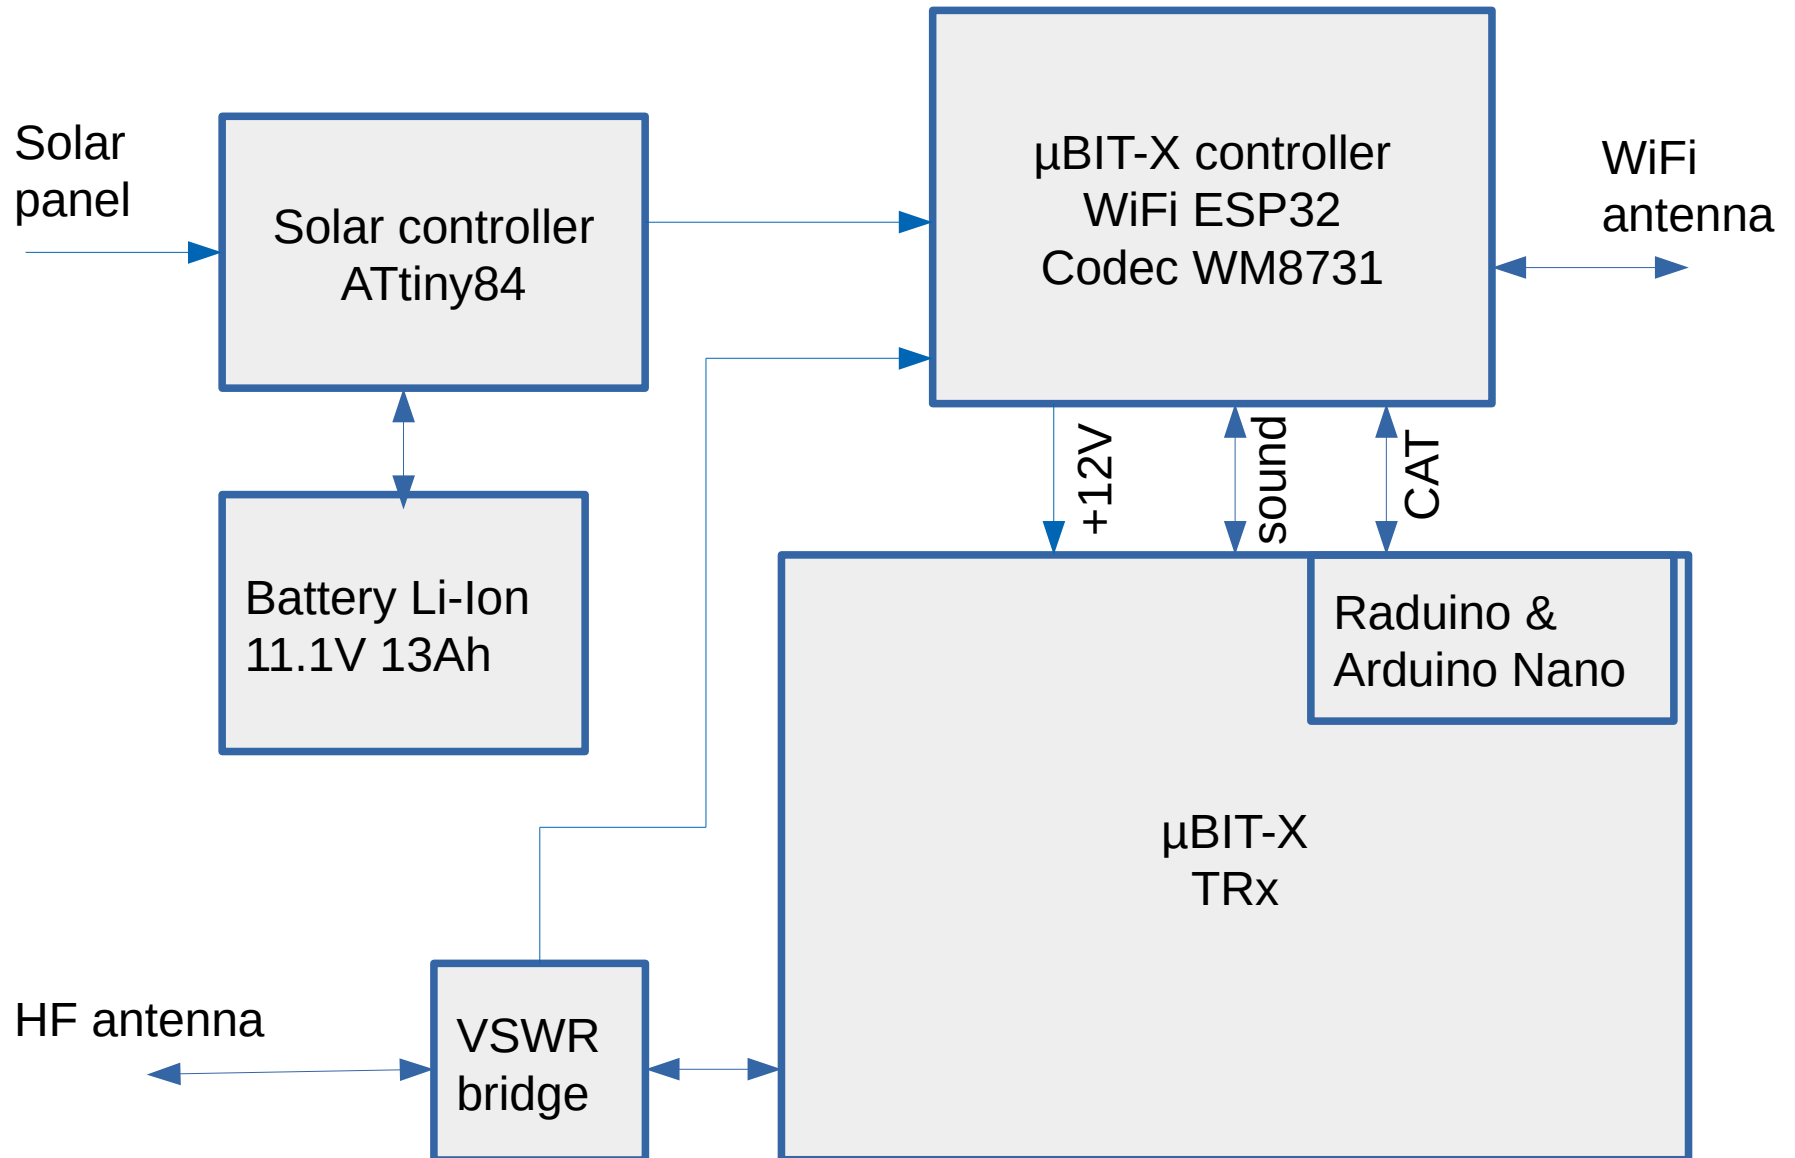 Solar
panel
Solar controller
ATtiny84
µBIT-X controller
WiFi ESP32
Codec WM8731
WiFi
antenna
+12V
sound
CAT
Battery Li-Ion
11.1V 13Ah
Raduino &
Arduino Nano
µBIT-X
TRx
HF antenna
VSWR
bridge